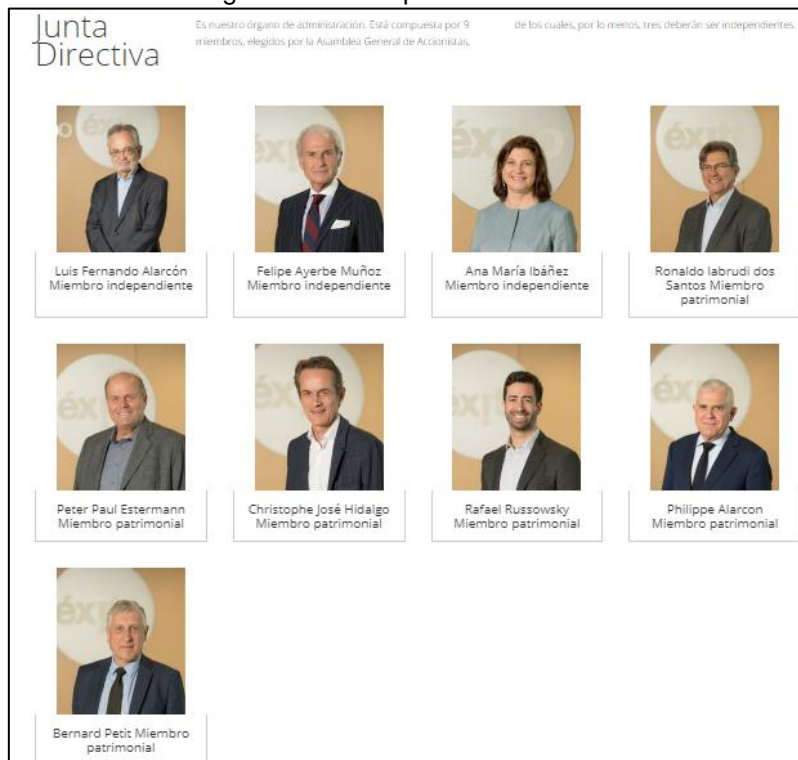 Junta
Directiva
Es nuestro órgano de administración. Está compuesta por 9
miembros, elegidos por la Asamblea General de Accionistas,
de los cuales, por lo menos, tres deberán ser independientes.
Luis Fernando Alarcón
Miembro independiente
Felipe Ayerbe Muñoz
Miembro independiente
Ana María Ibáñez
Miembro independiente
Ronaldo Iabrudi dos
Santos Miembro
patrimonial
Peter Paul Estermann
Miembro patrimonial
Christophe José Hidalgo
Miembro patrimonial
Rafael Russowsky
Miembro patrimonial
Philippe Alarcon
Miembro patrimonial
Bernard Petit Miembro
patrimonial